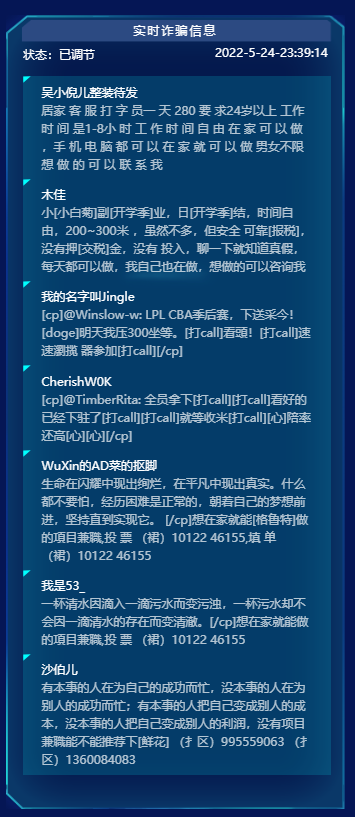 实时诈骗信息
状态：已调节 2022-5-24-23:39:14
吴小倪儿整装待发
居家 客 服 打 字 员一 天 280 要 求24岁以上 工作
时 间 是1-8小 时 工 作 时 间 自 由 在 家 可 以 做
，手 机 电 脑 都 可 以 在 家 就 可 以 做 男女不限
想 做 的 可 以 联 系 我
木佳
小[小白菊]副[开学季]业，日[开学季]结，时间自
由，200~300米 ，虽然不多，但安全 可靠[报税]，
没有押[交税]金，没有 投入，聊一下就知道真假，
每天都可以做，我自己也在做，想做的可以咨询我
我的名字叫Jingle
[cp]@Winslow-w: LPL CBA季后赛，下送采今！
[doge]明天我压300坐等。[打call]看頭！[打call]速
速瀏攬 器参加[打call][/cp]
CherishW0K
[cp]@TimberRita: 全员拿下[打call][打call]看好的
已经下驻了[打call][打call]就等收米[打call][心]陪率
还高[心][心][/cp]
WuXin的AD菜的抠脚
生命在闪耀中现出绚烂，在平凡中现出真实。什么
都不要怕，经历困难是正常的，朝着自己的梦想前
进，坚持直到实现它。 [/cp]想在家就能[格鲁特]做
的項目兼職,投 票 （裙）10122 46155,填 单
（裙）10122 46155
我是53_
一杯清水因滴入一滴污水而变污浊，一杯污水却不
会因一滴清水的存在而变清澈。[/cp]想在家就能做
的項目兼職,投 票 （裙）10122 46155
沙伯儿
有本事的人在为自己的成功而忙，没本事的人在为
别人的成功而忙；有本事的人把自己变成别人的成
本，没本事的人把自己变成别人的利润，没有项目
兼職能不能推荐下[鲜花] （扌区）995559063 （扌
区）1360084083